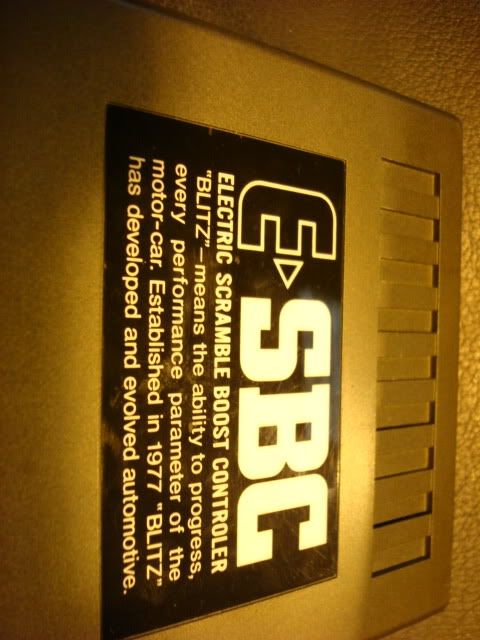 E▷SBC
ELECTRIC SCRAMBLE BOOST CONTROLER
"BLITZ"—means the ability to progress,
every performance parameter of the
motor-car. Established in 1977 "BLITZ"
has developed and evolved automotive.